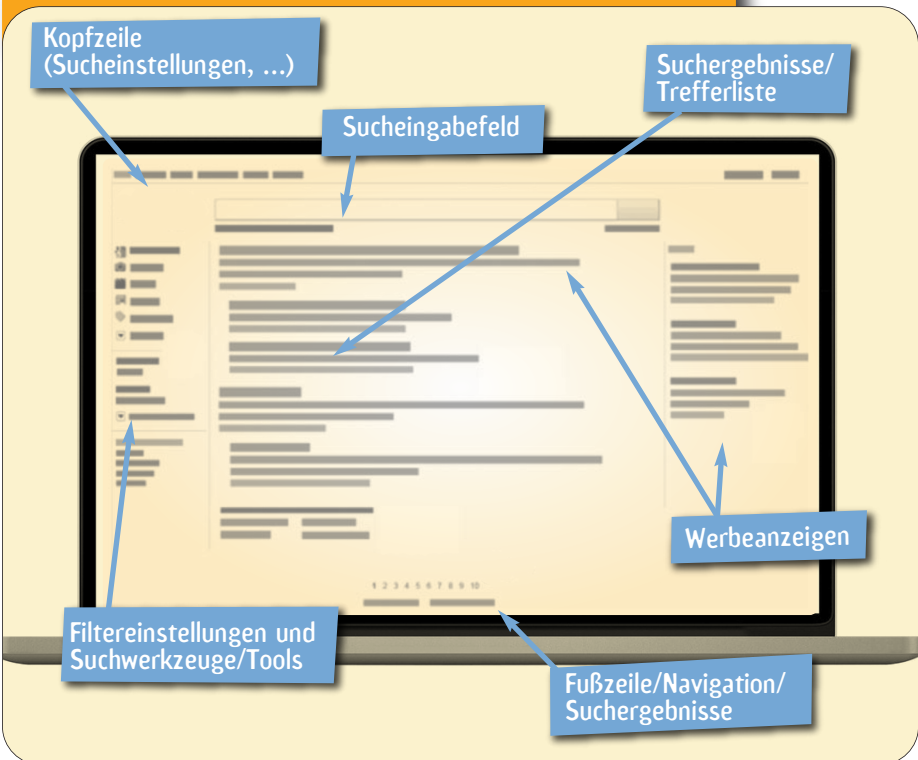 Kopfzeile
(Sucheinstellungen, ...)
Suchergebnisse/
Trefferliste
Sucheingabefeld
Werbeanzeigen
1 2 3 4 5 6 7 8 9 10
Filtereinstellungen und
Suchwerkzeuge/Tools
Fußzeile/Navigation/
Suchergebnisse